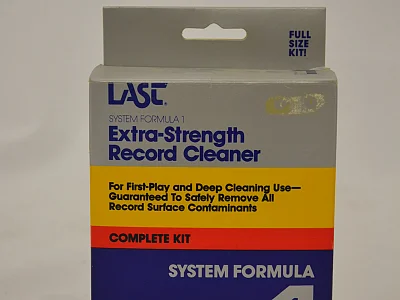 FULL
SIZE
KIT!
LAST®
SYSTEM FORMULA 1
Extra-Strength
Record Cleaner
For First-Play and Deep Cleaning Use—
Guaranteed To Safely Remove All
Record Surface Contaminants
COMPLETE KIT
SYSTEM FORMULA